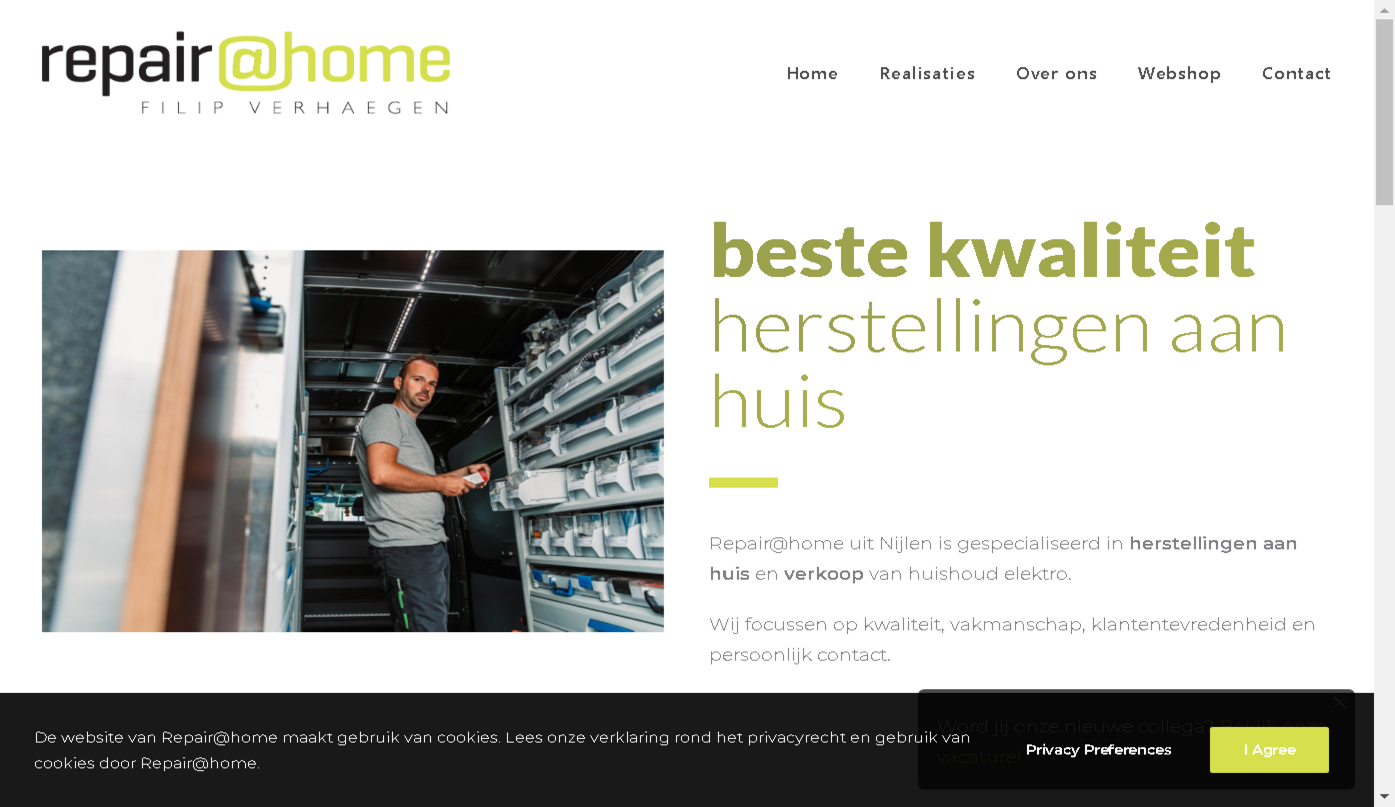 repair@home
FILIP VERHAEGEN
Home Realisaties Over ons Webshop Contact
beste kwaliteit
herstellingen aan
huis
Repair@home uit Nijlen is gespecialiseerd in herstellingen aan
huis en verkoop van huishoud elektro.
Wij focussen op kwaliteit, vakmanschap, klantentevredenheid en
persoonlijk contact.
Word jij onze nieuwe collega?
vacature!
De website van Repair@home maakt gebruik van cookies. Lees onze verklaring rond het privacyrecht en gebruik van
cookies door Repair@home.
Privacy Preferences
I Agree